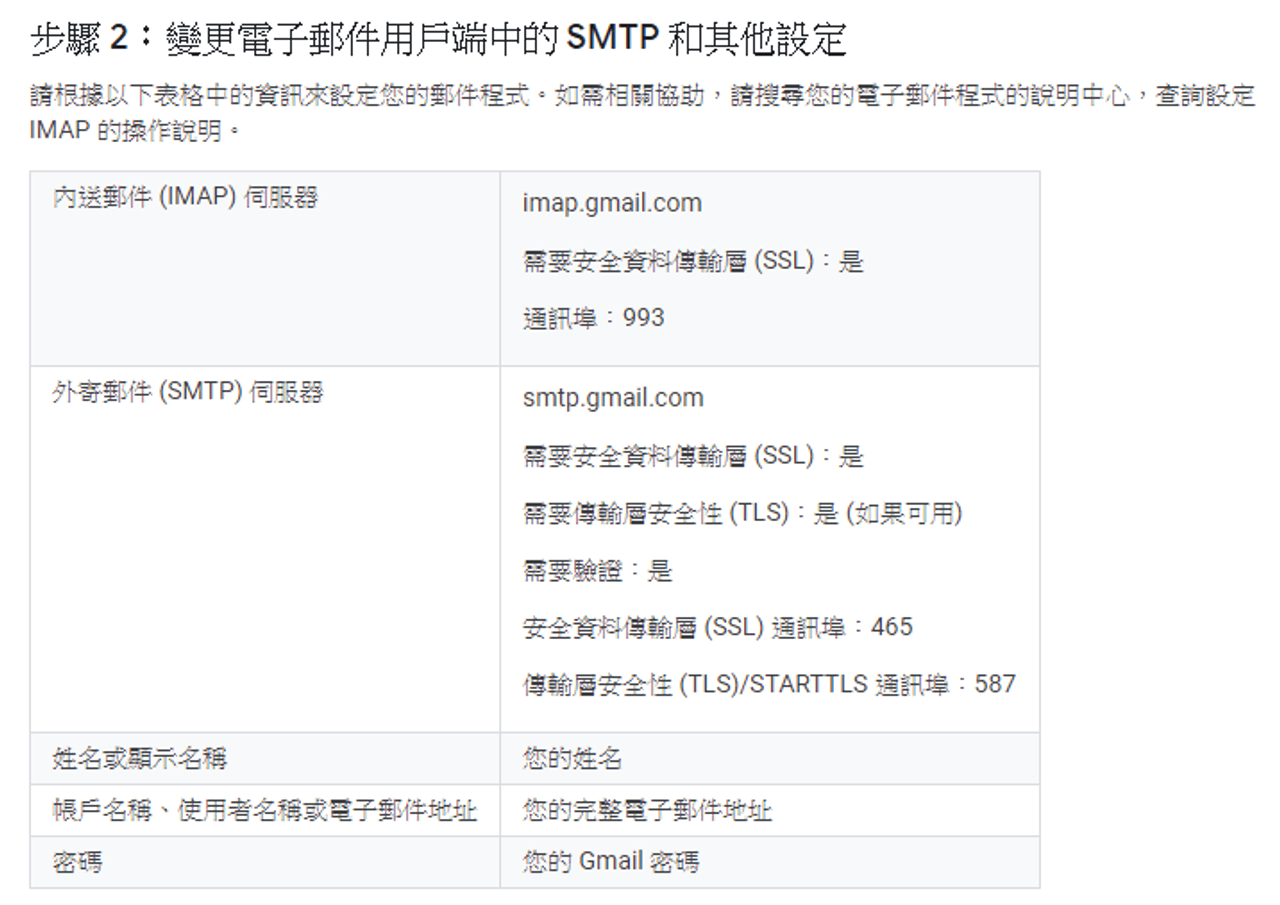 步驟 2：變更電子郵件用戶端中的 SMTP 和其他設定
請根據以下表格中的資訊來設定您的郵件程式。如需相關協助，請搜尋您的電子郵件程式的說明中心，查詢設定
IMAP 的操作說明。
內送郵件 (IMAP) 伺服器
imap.gmail.com
需要安全資料傳輸層 (SSL)：是
通訊埠：993
外寄郵件 (SMTP) 伺服器
smtp.gmail.com
需要安全資料傳輸層 (SSL)：是
需要傳輸層安全性 (TLS)：是 (如果可用)
需要驗證：是
安全資料傳輸層 (SSL) 通訊埠：465
傳輸層安全性 (TLS)/STARTTLS 通訊埠：587
姓名或顯示名稱
您的姓名
帳戶名稱、使用者名稱或電子郵件地址
您的完整電子郵件地址
密碼
您的 Gmail 密碼